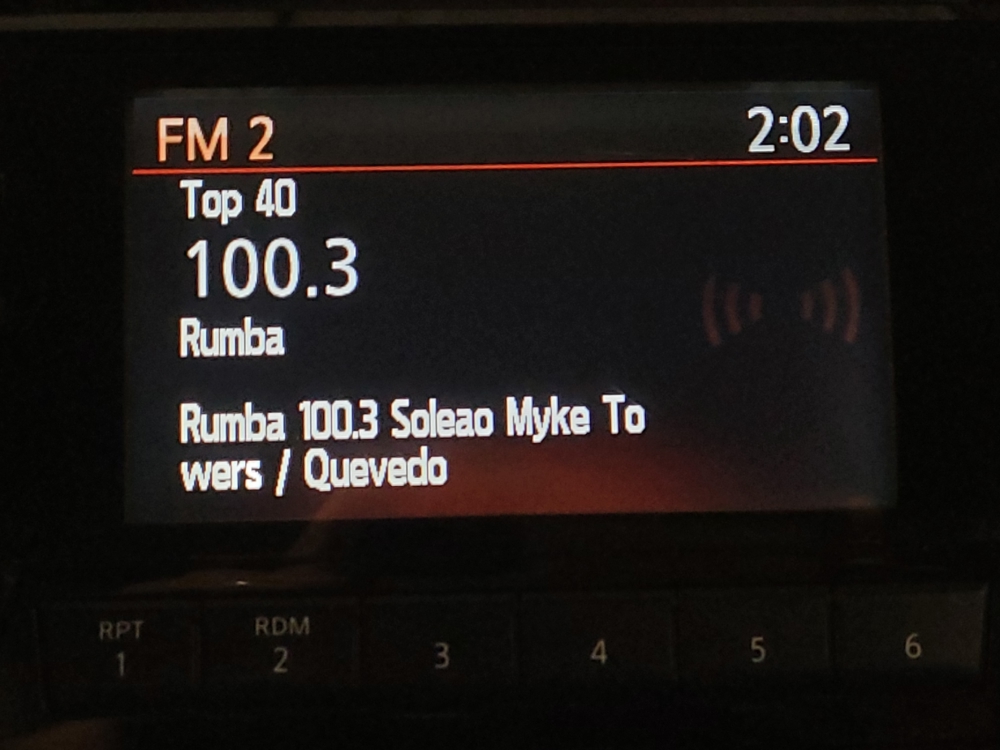 FM 2 2:02
Top 40
100.3
Rumba
Rumba 100.3 Soleao Myke To
wers / Quevedo
RPT RDM
1 2 3 4 5 6